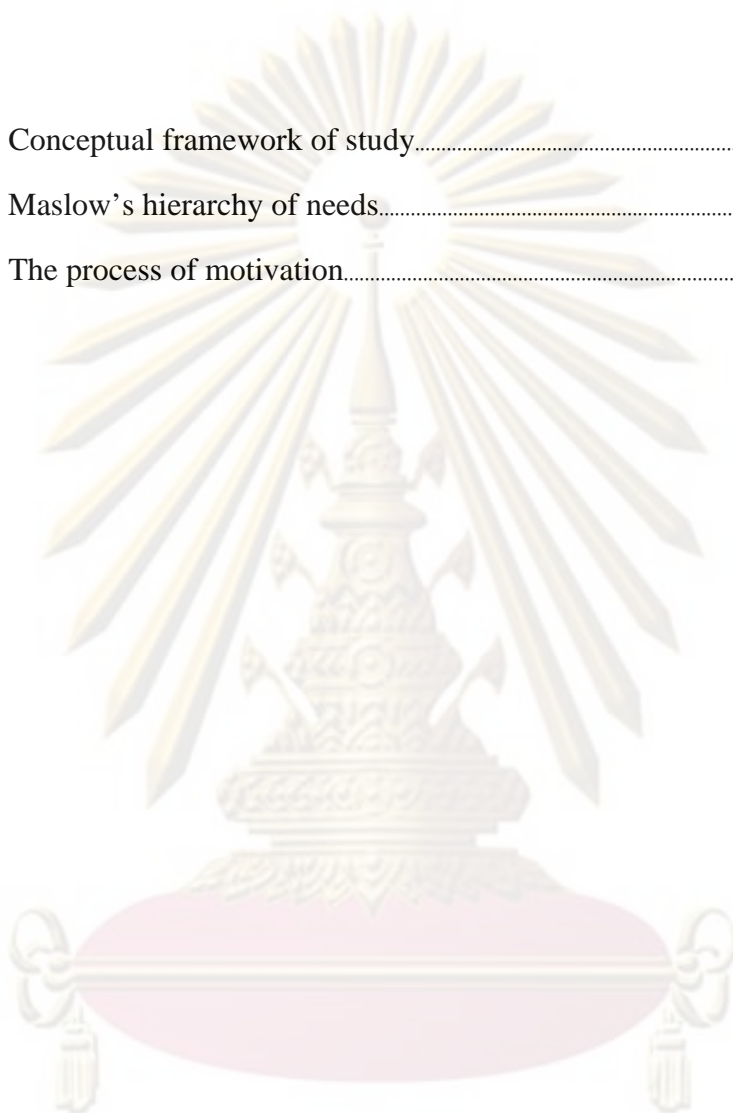 Conceptual framework of study................................................................
Maslow’s hierarchy of needs.......................................................................
The process of motivation..............................................................................